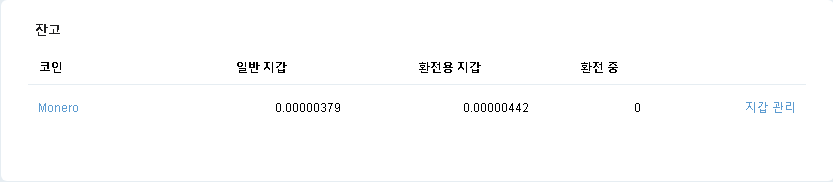 잔고
코인 일반 지갑 환전용 지갑 환전 중
Monero 0.00000379 0.00000442 0 지갑 관리